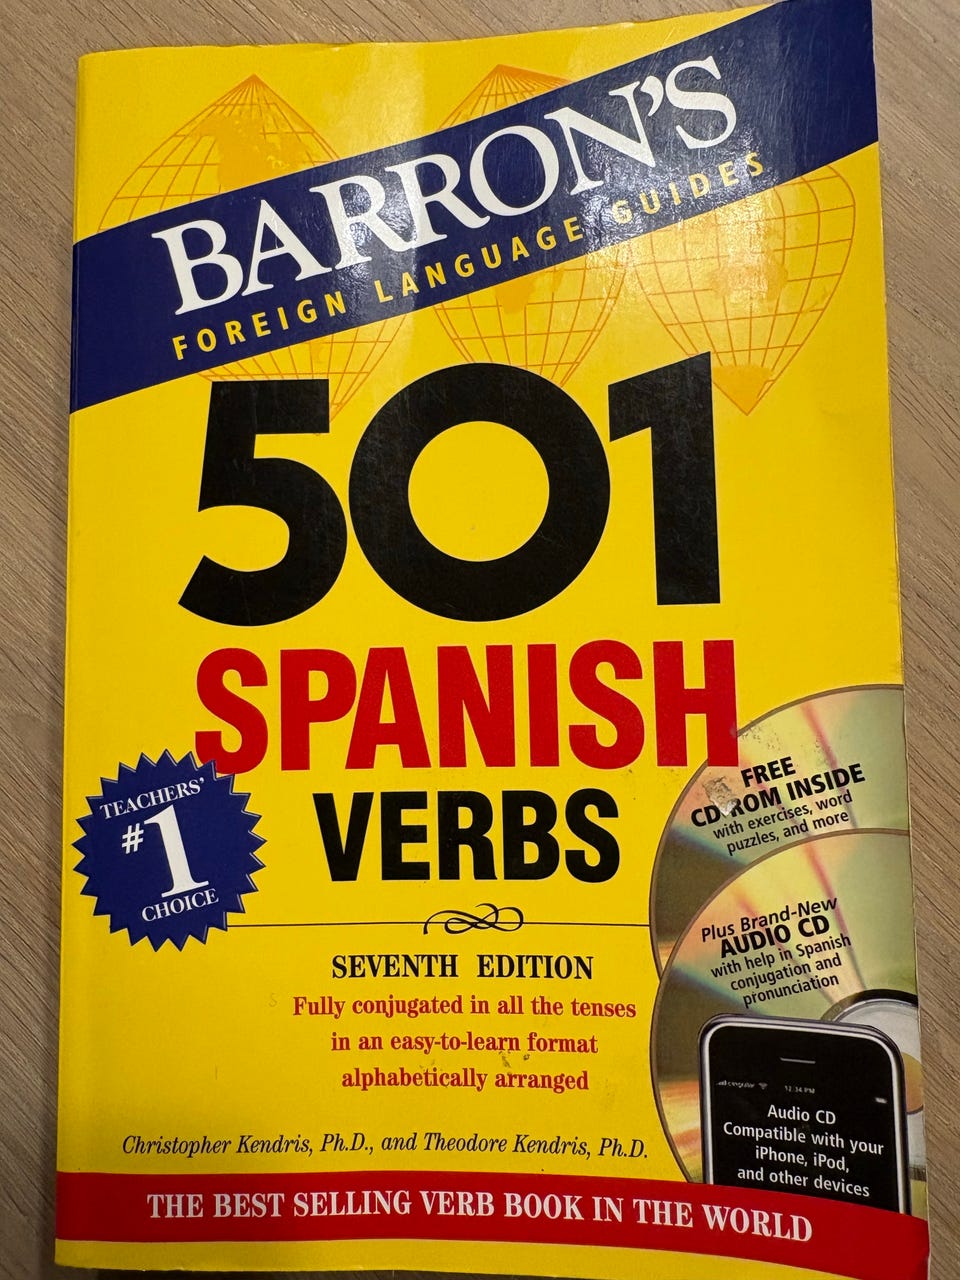 BARRON'S
FOREIGN LANGUAGE GUIDES
501
SPANISH
VERBS
TEACHERS'
#1
CHOICE
FREE
CD-ROM INSIDE
with exercises, word
puzzles, and more
Plus Brand-New
AUDIO CD
with help in Spanish
conjugation and
pronunciation
SEVENTH EDITION
Fully conjugated in all the tenses
in an easy-to-learn format
alphabetically arranged
12:34 PM
Audio CD
Compatible with your
iPhone, iPod,
and other devices
Christopher Kendris, Ph.D., and Theodore Kendris, Ph.D.
THE BEST SELLING VERB BOOK IN THE WORLD